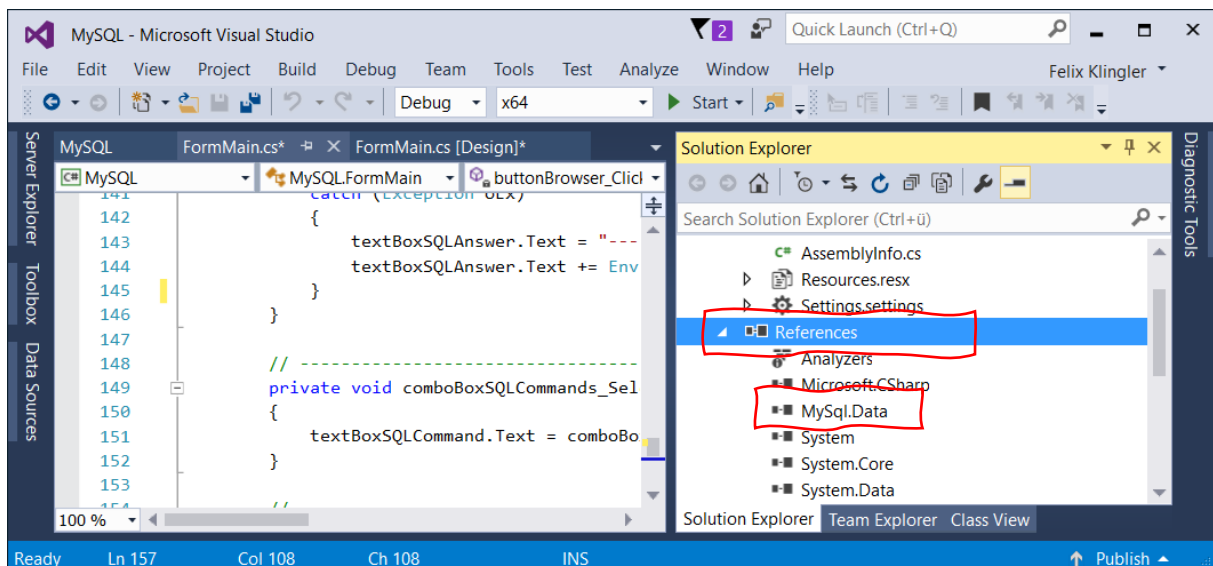 MySQL - Microsoft Visual Studio
2
Quick Launch (Ctrl+Q)
File Edit View Project Build Debug Team Tools Test Analyze Window Help
Felix Klingler
Debug x64 Start
Server Explorer
Toolbox
Data Sources
MySQL FormMain.cs* FormMain.cs [Design]*
C# MySQL MySQL.FormMain buttonBrowser_Click
141 catch (Exception oEx)
142 {
143 textBoxSQLAnswer.Text = "---
144 textBoxSQLAnswer.Text += Env
145 }
146 }
147
148 // ---------------------------------
149 private void comboBoxSQLCommands_Sel
150 {
151 textBoxSQLCommand.Text = comboBo
152 }
153
154 //
100 %
Solution Explorer
Search Solution Explorer (Ctrl+ü)
C# AssemblyInfo.cs
Resources.resx
Settings.settings
References
Analyzers
Microsoft.CSharp
MySql.Data
System
System.Core
System.Data
Solution Explorer Team Explorer Class View
Diagnostic Tools
Ready Ln 157 Col 108 Ch 108 INS Publish